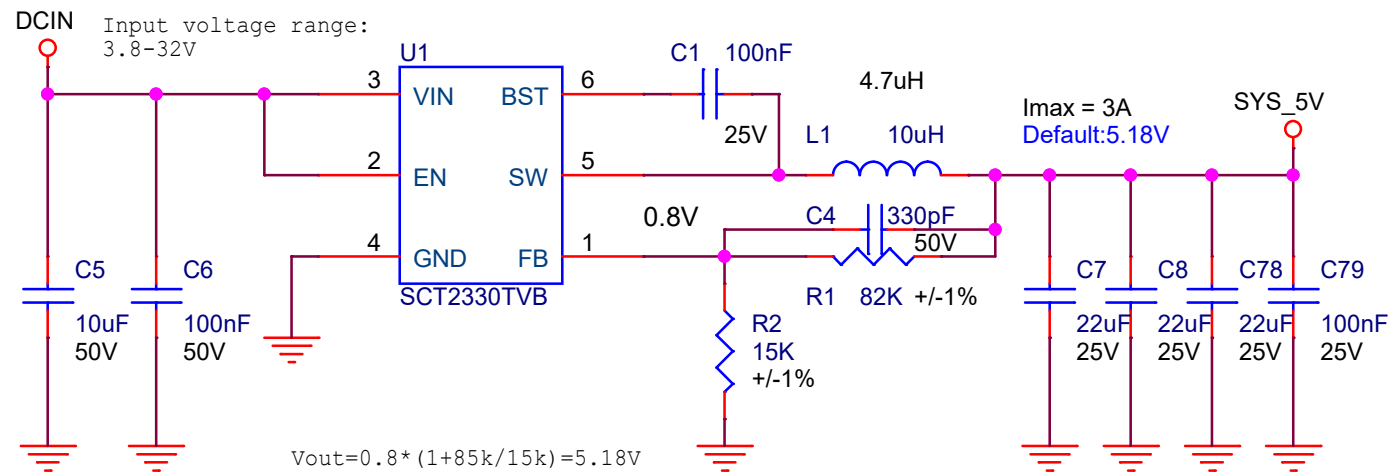 DCIN
Input voltage range:
3.8-32V
U1
3
VIN
BST
6
2
EN
SW
5
4
GND
FB
1
SCT2330TVB
C1 100nF
25V
4.7uH
L1 10uH
Imax = 3A
Default:5.18V
SYS_5V
0.8V
C4 330pF
50V
R1 82K +/-1%
R2
15K
+/-1%
C5
10uF
50V
C6
100nF
50V
C7
22uF
25V
C8
22uF
25V
C78
22uF
25V
C79
100nF
25V
Vout=0.8*(1+85k/15k)=5.18V